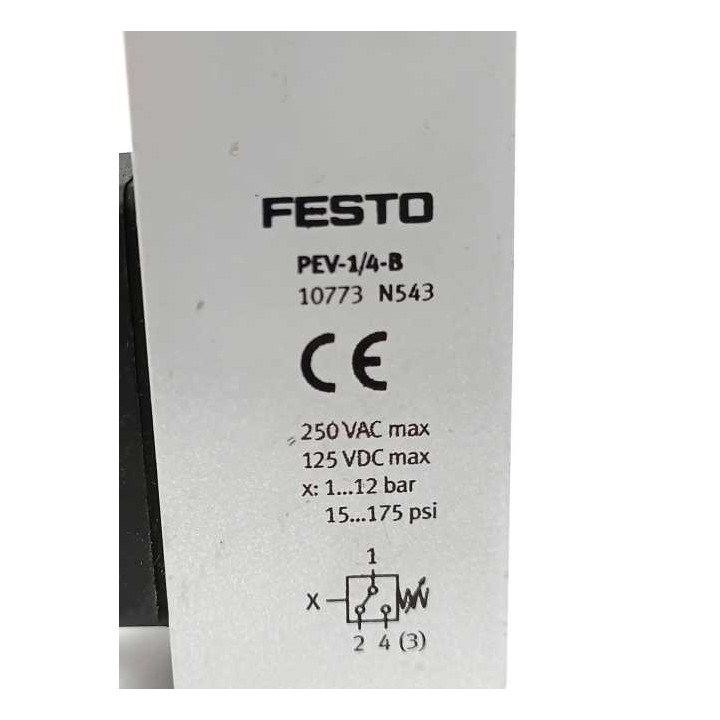 FESTO
PEV-1/4-B
10773 N543
CE
250 VAC max
125 VDC max
x: 1...12 bar
15...175 psi
1
X
2 4 (3)